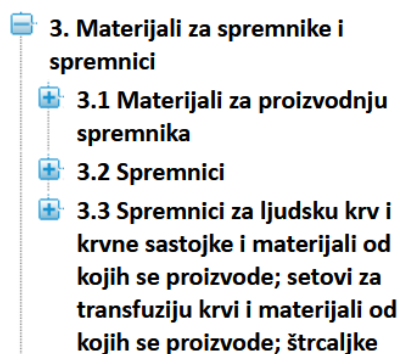 3. Materijali za spremnike i
spremnici
3.1 Materijali za proizvodnju
spremnika
3.2 Spremnici
3.3 Spremnici za ljudsku krv i
krvne sastojke i materijali od
kojih se proizvode; setovi za
transfuziju krvi i materijali od
kojih se proizvode; štrcaljke